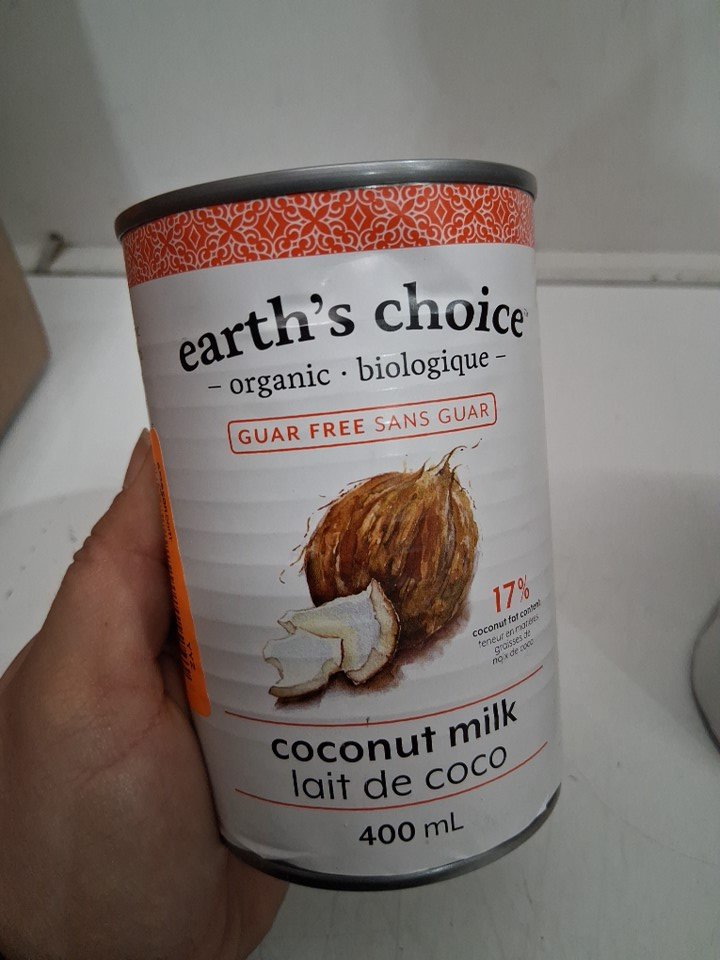 earth's choice™
– organic · biologique –
GUAR FREE SANS GUAR
17%
coconut fat content
teneur en matières
grasses de
noix de coco
coconut milk
lait de coco
400 mL